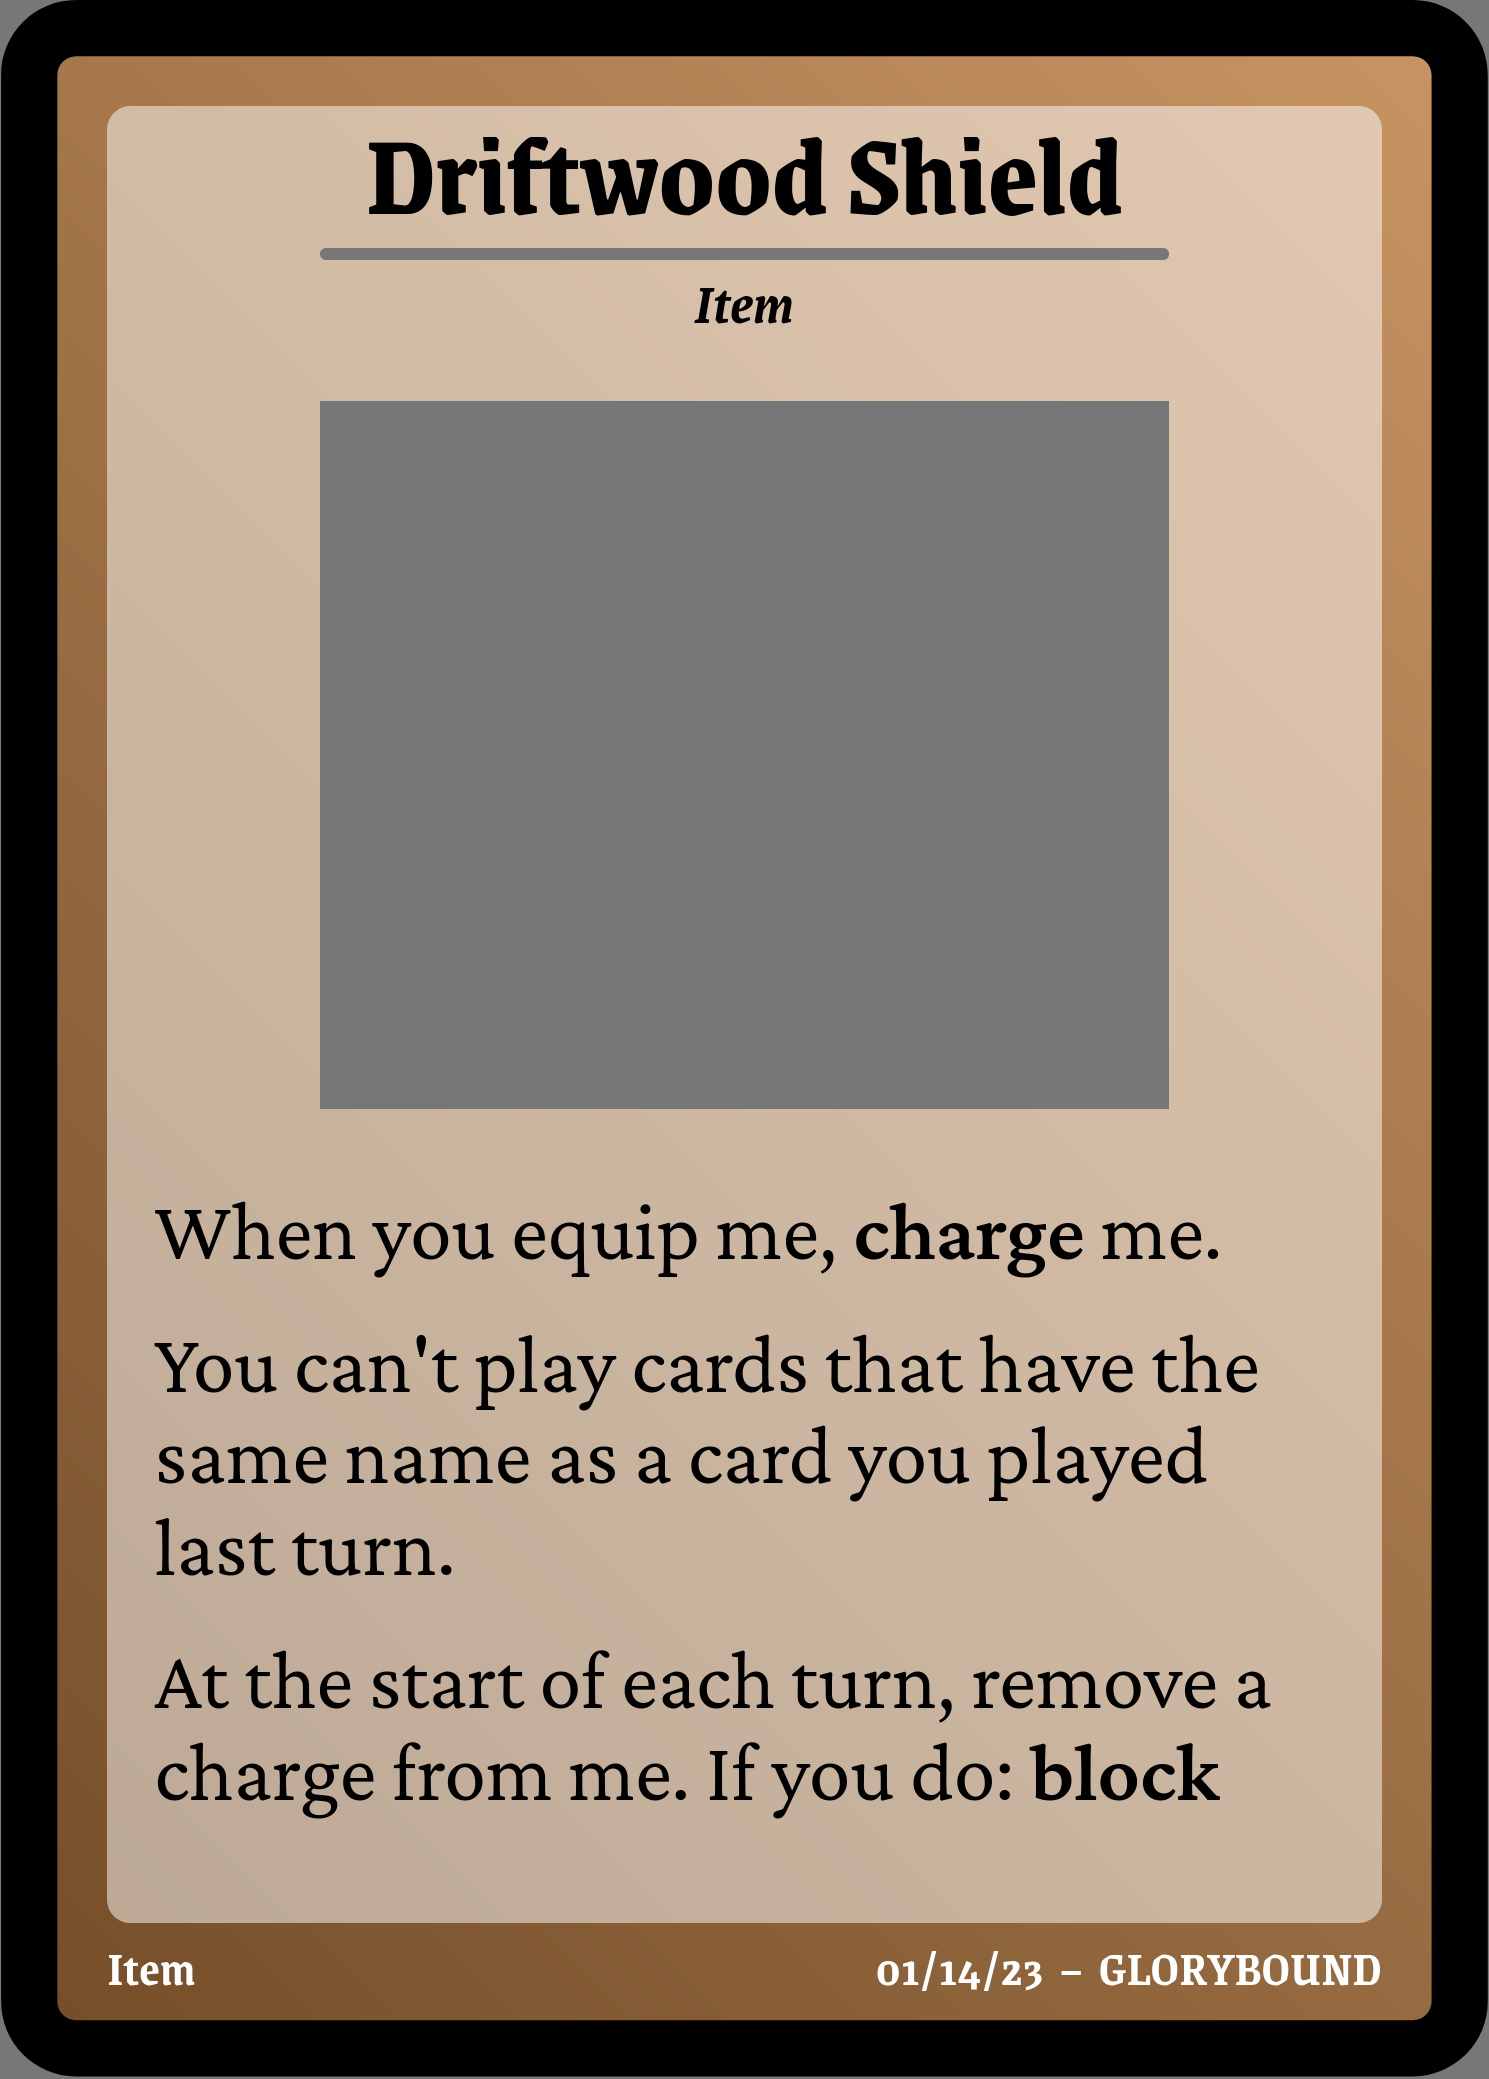 Driftwood Shield
Item
When you equip me, charge me.
You can't play cards that have the
same name as a card you played
last turn.
At the start of each turn, remove a
charge from me. If you do: block
Item
01/14/23 – GLORYBOUND